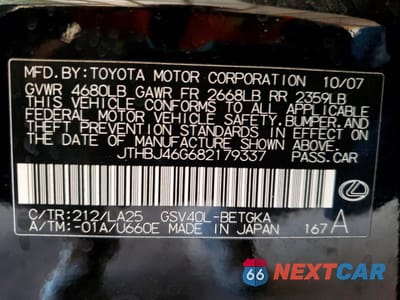 MFD.BY:TOYOTA MOTOR CORPORATION 10/07
GVWR 4680LB GAWR FR 2668LB RR 2359LB
THIS VEHICLE CONFORMS TO ALL APPLICABLE
FEDERAL MOTOR VEHICLE SAFETY, BUMPER, AND
THEFT PREVENTION STANDARDS IN EFFECT ON
THE DATE OF MANUFACTURE SHOWN ABOVE.
JTHBJ46G682179337
PASS.CAR
C/TR:212/LA25 GSV40L-BETGKA
A/TM:-01A/U660E MADE IN JAPAN 167 A
66 NEXTCAR